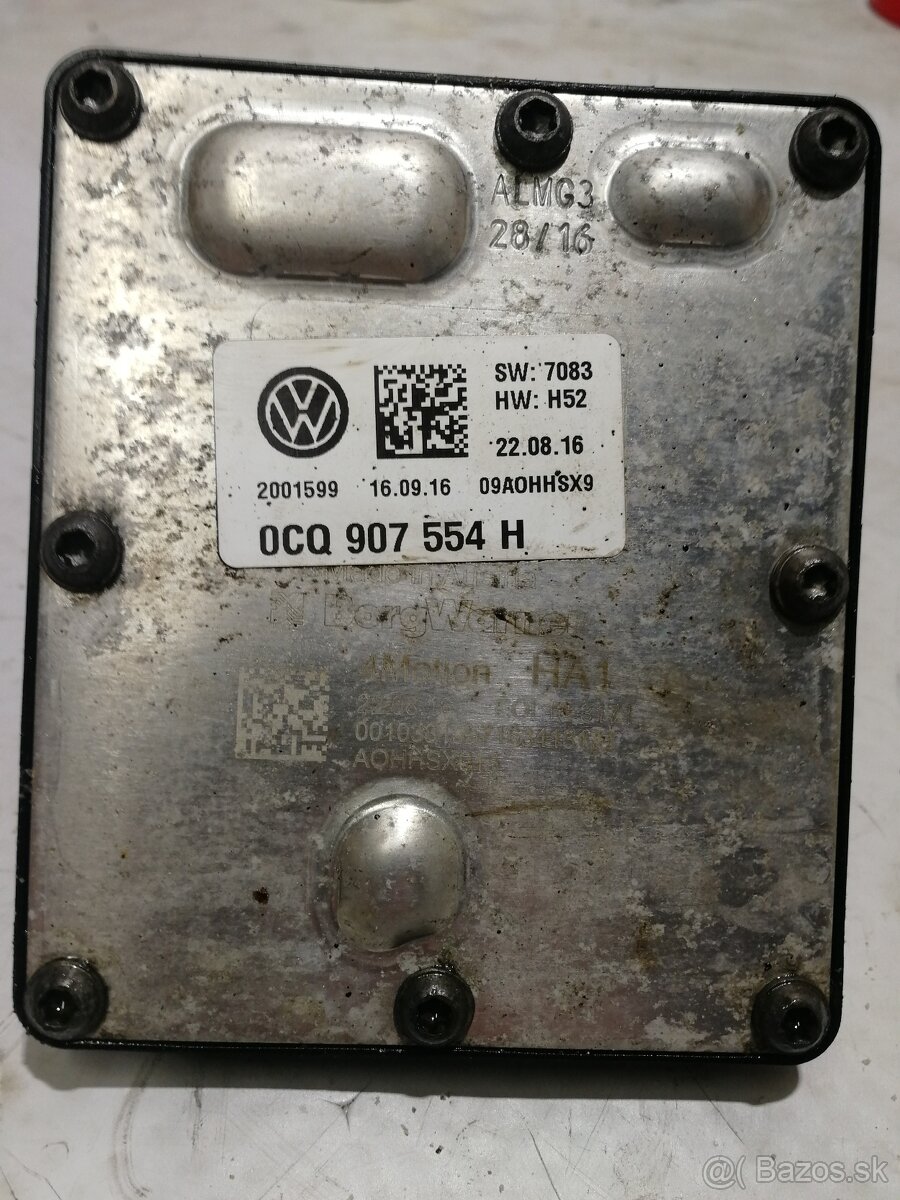 ALMG3
28/16
SW: 7083
HW: H52
22.08.16
2001599 16.09.16 09AOHHSX9
0CQ 907 554 H
BorgWarner
4Motion HA1
@( Bazos.sk